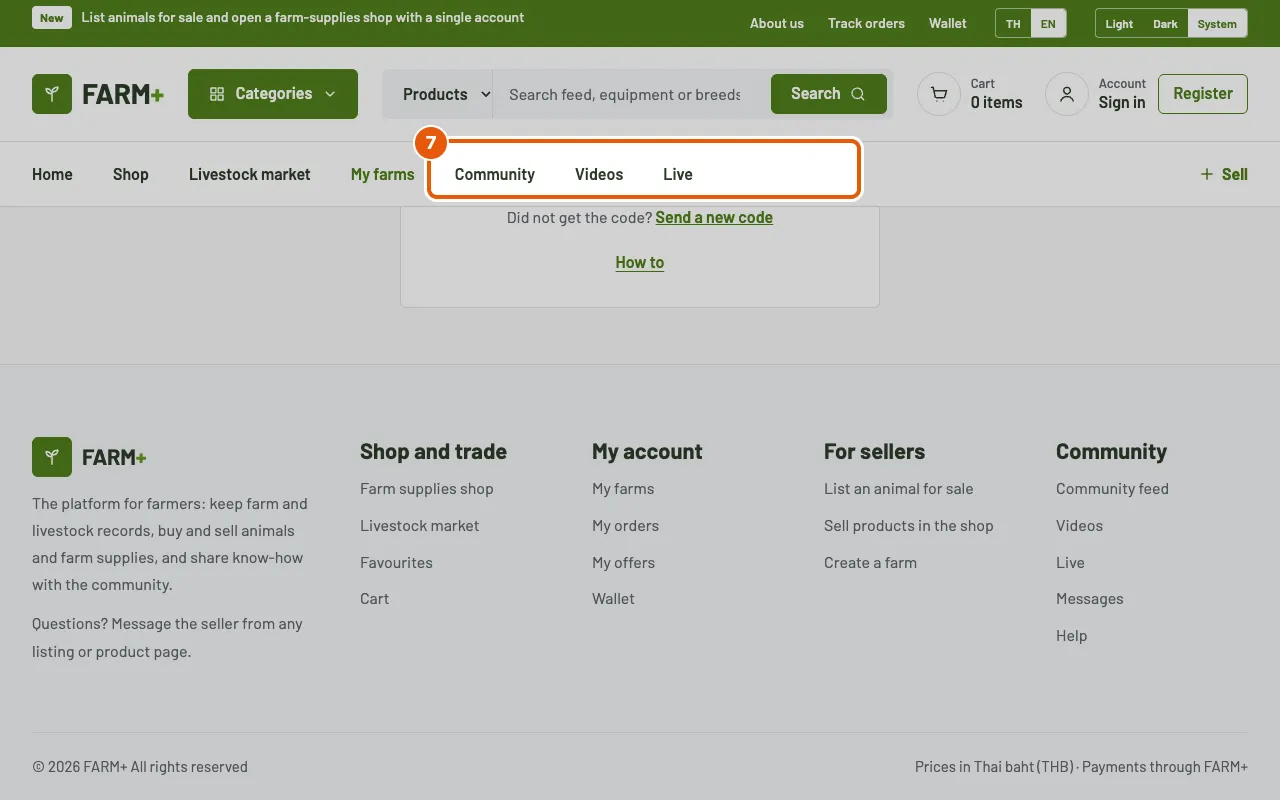 New List animals for sale and open a farm-supplies shop with a single account About us Track orders Wallet TH EN Light Dark System
FARM+ Categories Products Search feed, equipment or breeds Search Cart 0 items Account Sign in Register
7
Home Shop Livestock market My farms Community Videos Live + Sell
Did not get the code? Send a new code
How to
FARM+
The platform for farmers: keep farm and
livestock records, buy and sell animals
and farm supplies, and share know-how
with the community.
Questions? Message the seller from any
listing or product page.
Shop and trade
Farm supplies shop
Livestock market
Favourites
Cart
My account
My farms
My orders
My offers
Wallet
For sellers
List an animal for sale
Sell products in the shop
Create a farm
Community
Community feed
Videos
Live
Messages
Help
© 2026 FARM+ All rights reserved
Prices in Thai baht (THB) · Payments through FARM+